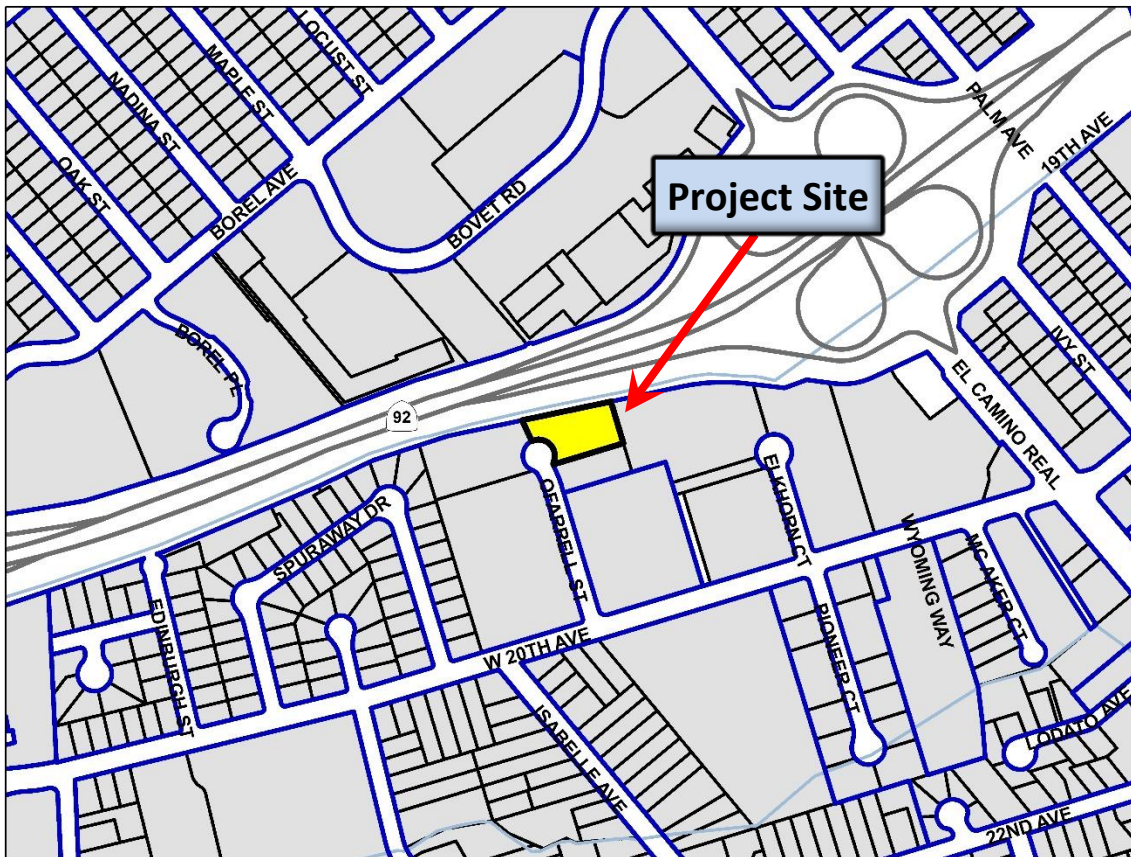 LOCUST ST
MAPLE ST
NADINA ST
OAK ST
BOREL AVE
BOVET RD
PALM AVE
19TH AVE
Project Site
BOREL PL
92
IVY ST
EL CAMINO REAL
SPURAWAY DR
OFARRELL ST
ELKHORN CT
WYOMING WAY
MC AKER CT
EDINBURGH ST
W 20TH AVE
PIONEER CT
ISABELLE AVE
LODATO AVE
22ND AVE